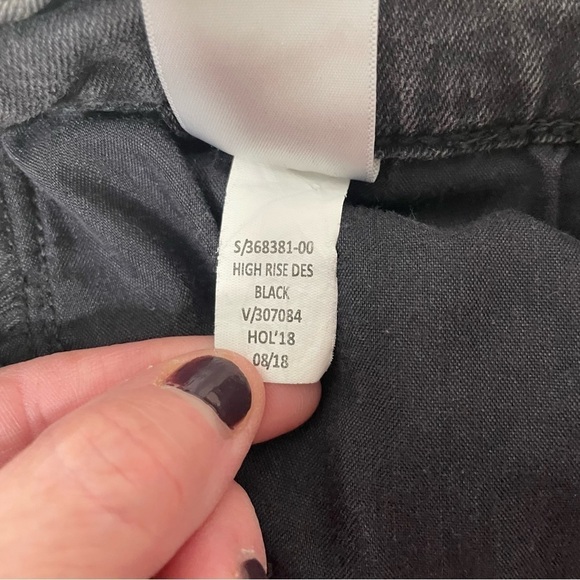 S/368381-00
HIGH RISE DES
BLACK
V/307084
HOL'18
08/18